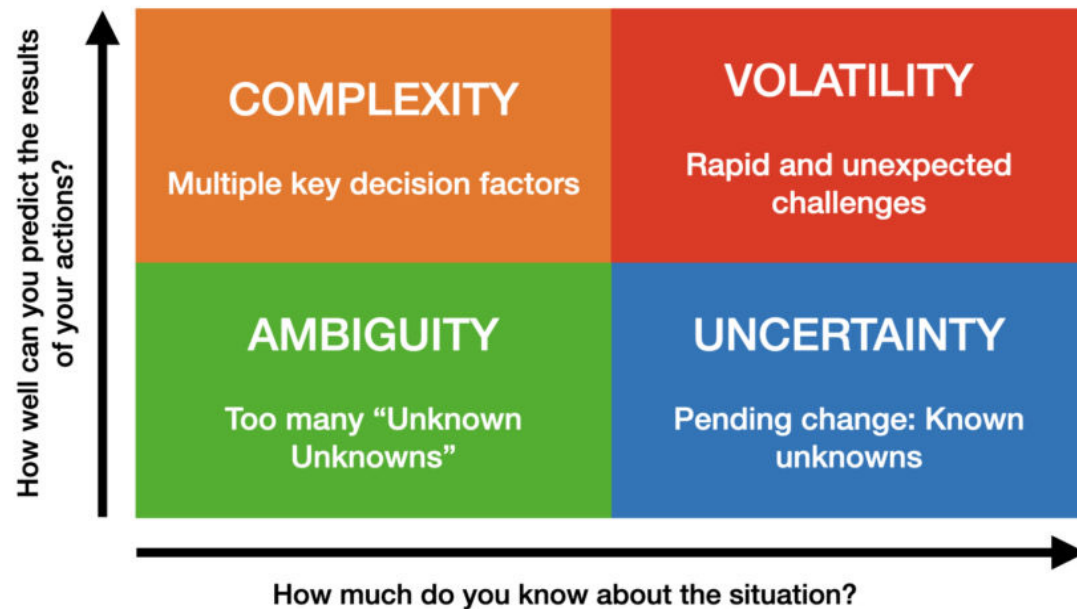 How well can you predict the results
of your actions?
COMPLEXITY
Multiple key decision factors
VOLATILITY
Rapid and unexpected
challenges
AMBIGUITY
Too many “Unknown
Unknowns”
UNCERTAINTY
Pending change: Known
unknowns
How much do you know about the situation?